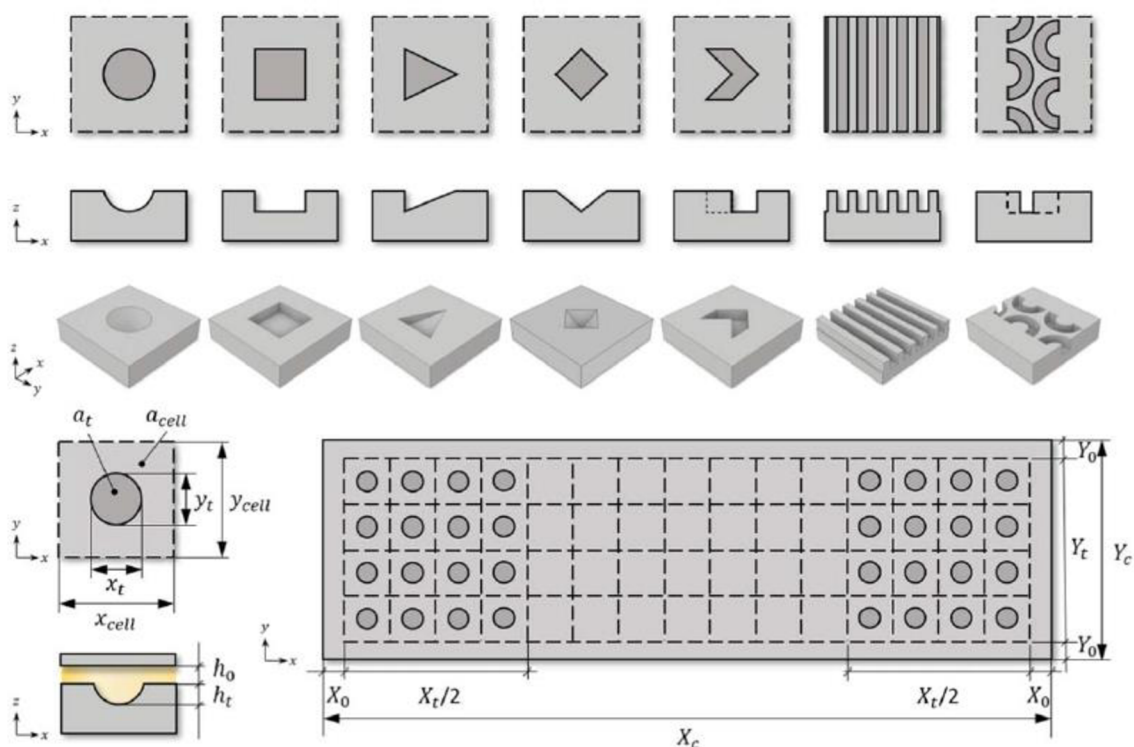 y
x
z
x
z
x
y
a_t
a_cell
y_t
y_cell
y
x
x_t
x_cell
h_0
h_t
z
x
Y_0
Y_t
Y_c
Y_0
y
x
X_0
X_t/2
X_t/2
X_0
X_c